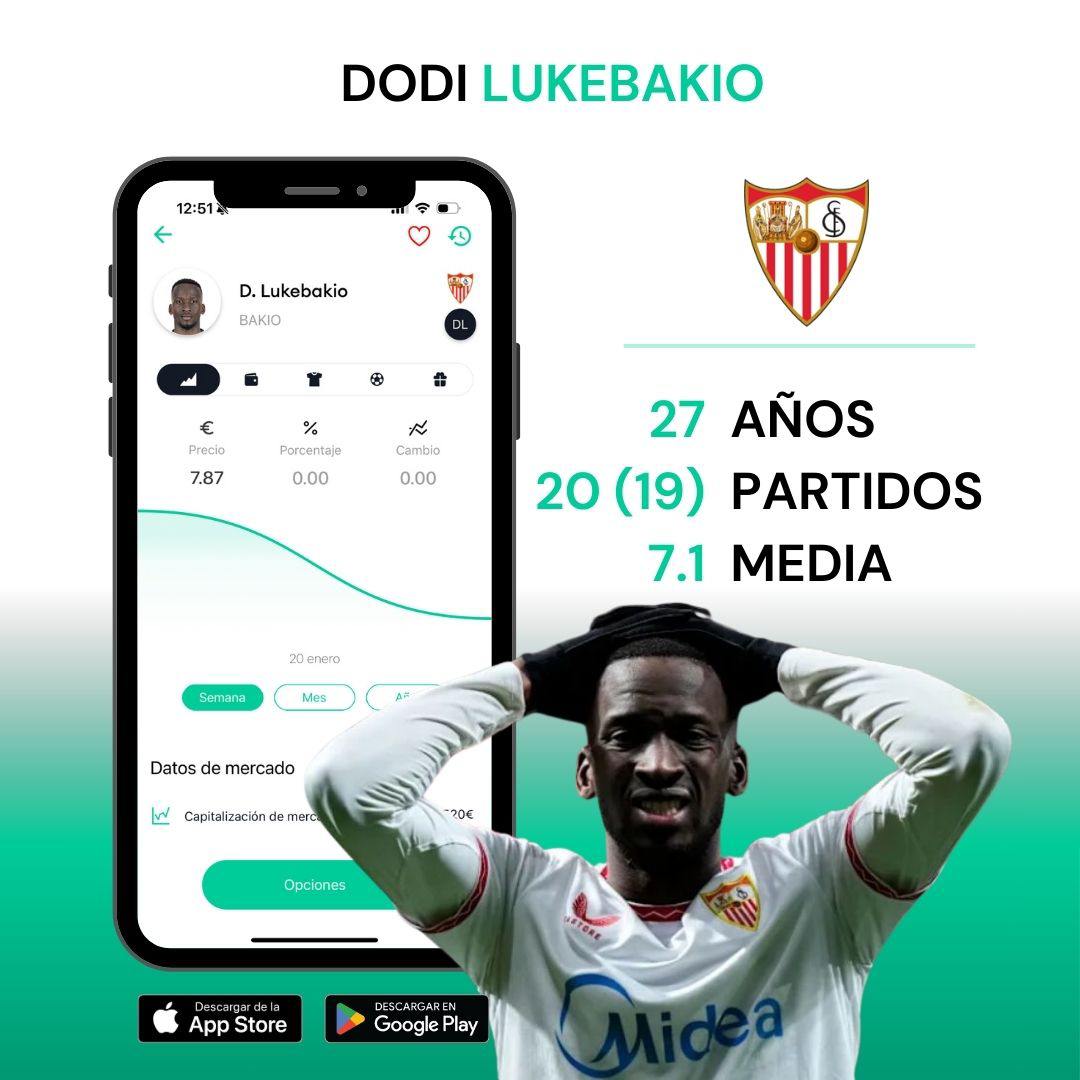 DODI LUKEBAKIO
12:51
D. Lukebakio
BAKIO
DL
Precio
Porcentaje
Cambio
7.87
0.00
0.00
20 enero
Semana
Mes
Datos de mercado
Capitalización de
20€
Opciones
27 AÑOS
20 (19) PARTIDOS
7.1 MEDIA
CASTORE
Midea
Descargar de la
App Store
DESCARGAR EN
Google Play